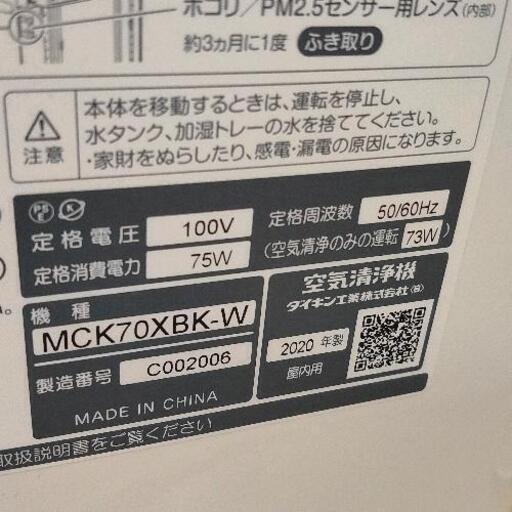 ホコリ/PM2.5センサー用レンズ(内部)
約3ヵ月に1度 ふき取り
注意
本体を移動するときは、運転を停止し、
水タンク、加湿トレーの水を捨ててください。
・家財をぬらしたり、感電・漏電の原因になります。
定格電圧 100V
定格周波数 50/60Hz
定格消費電力 75W
(空気清浄のみの運転 73W)
機種
MCK70XBK-W
製造番号 C002006
MADE IN CHINA
空気清浄機
ダイキン工業株式会社
2020 年製
屋内用
取扱説明書をご覧ください